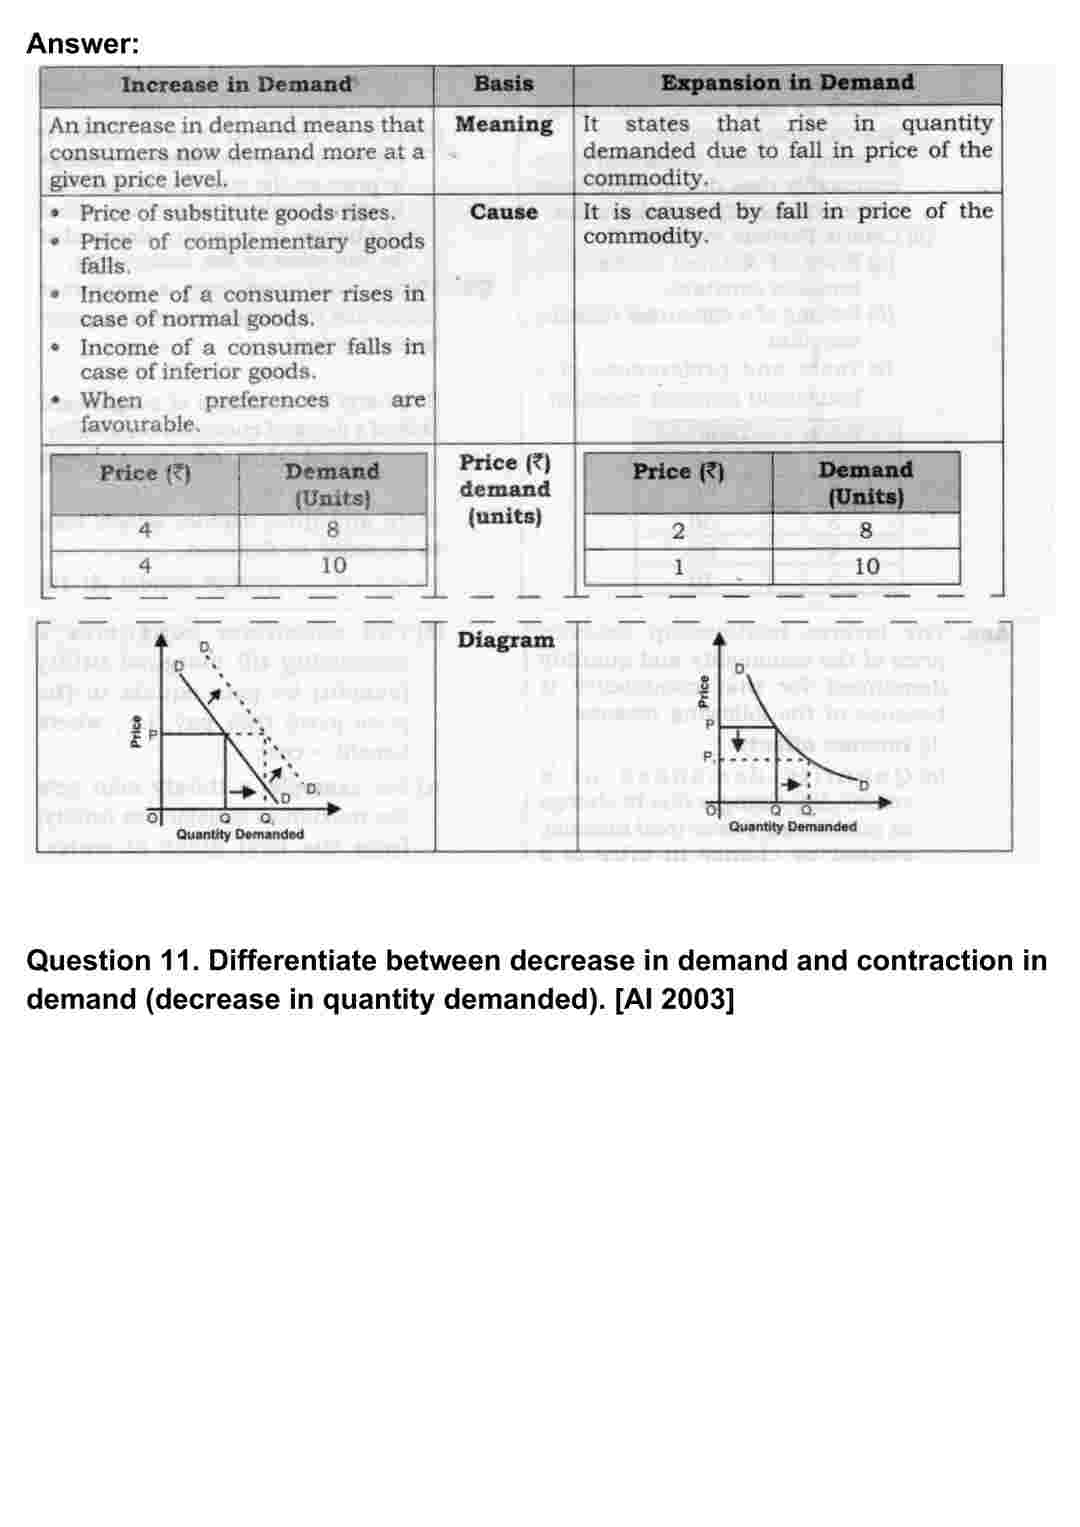 Answer:
Increase in Demand Basis Expansion in Demand
An increase in demand means that consumers now demand more at a given price level.
Meaning
It states that rise in quantity demanded due to fall in price of the commodity.
• Price of substitute goods rises.
• Price of complementary goods
falls.
• Income of a consumer rises in
case of normal goods.
• Income of a consumer falls in
case of inferior goods.
• When preferences are
favourable.
Cause
It is caused by fall in price of the
commodity.
Price (₹) Demand
(Units)
4 8
4 10
Price (₹)
demand
(units)
Price (₹) Demand
(Units)
2 8
1 10
Diagram
D₁
D
Price
P
D₁
D
O Q Q₁
Quantity Demanded
D
Price
P
P₁
D
O Q Q₁
Quantity Demanded
Question 11. Differentiate between decrease in demand and contraction in
demand (decrease in quantity demanded). [AI 2003]